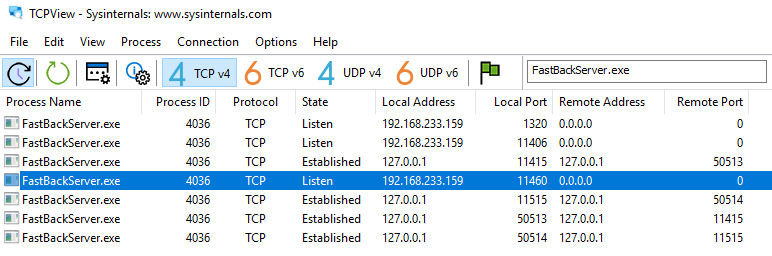 TCPView - Sysinternals: www.sysinternals.com
File Edit View Process Connection Options Help
4 TCP v4 6 TCP v6 4 UDP v4 6 UDP v6 FastBackServer.exe
Process Name Process ID Protocol State Local Address Local Port Remote Address Remote Port
FastBackServer.exe 4036 TCP Listen 192.168.233.159 1320 0.0.0.0 0
FastBackServer.exe 4036 TCP Listen 192.168.233.159 11406 0.0.0.0 0
FastBackServer.exe 4036 TCP Established 127.0.0.1 11415 127.0.0.1 50513
FastBackServer.exe 4036 TCP Listen 192.168.233.159 11460 0.0.0.0 0
FastBackServer.exe 4036 TCP Established 127.0.0.1 11515 127.0.0.1 50514
FastBackServer.exe 4036 TCP Established 127.0.0.1 50513 127.0.0.1 11415
FastBackServer.exe 4036 TCP Established 127.0.0.1 50514 127.0.0.1 11515